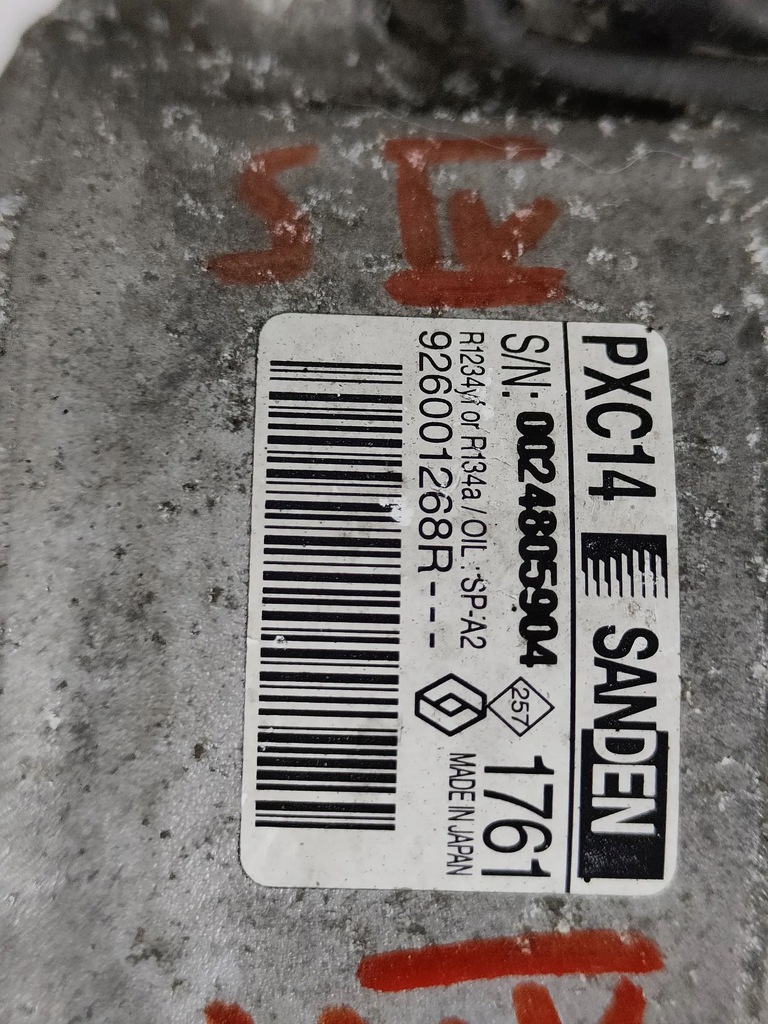 PXC14 SANDEN
S/N: 0024805904 1761
257
R1234yf or R134a / OIL : SP-A2 MADE IN JAPAN
926001268R---